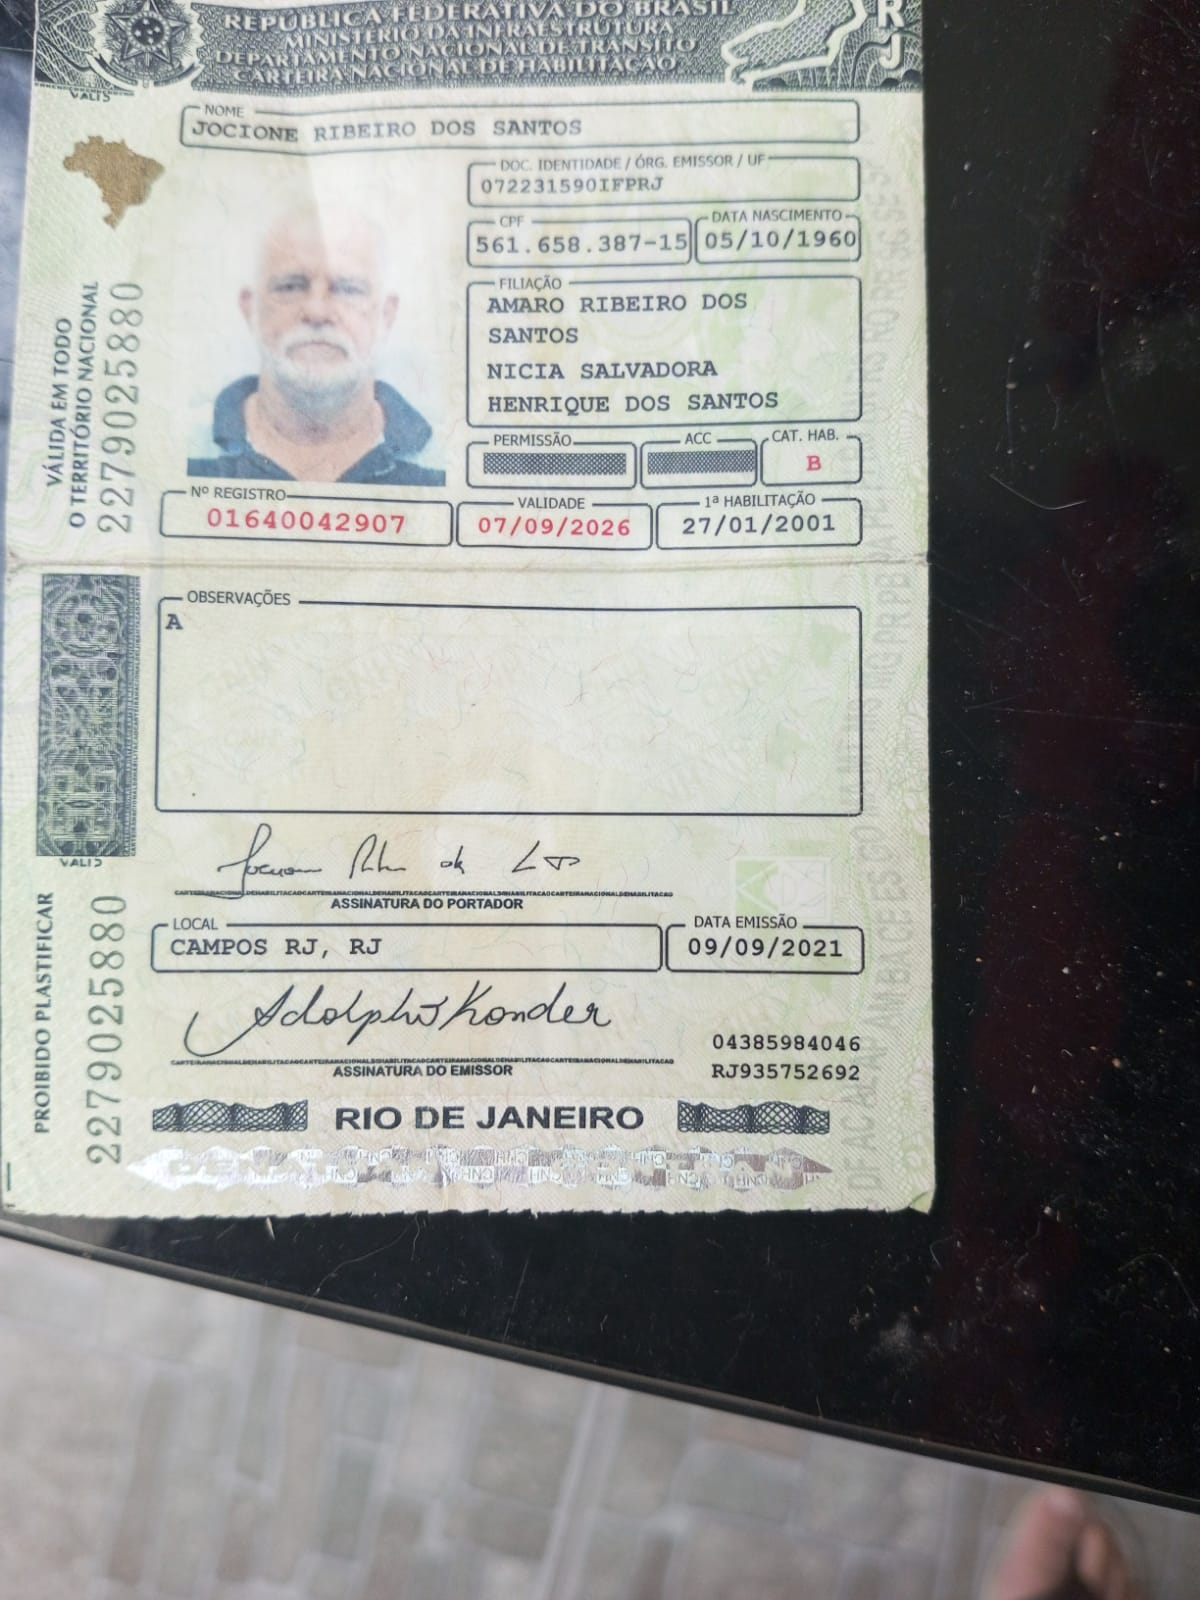 REPÚBLICA FEDERATIVA DO BRASIL
MINISTÉRIO DA INFRAESTRUTURA
DEPARTAMENTO NACIONAL DE TRÂNSITO
CARTEIRA NACIONAL DE HABILITAÇÃO
RJ
NOME
JOCIONE RIBEIRO DOS SANTOS
DOC. IDENTIDADE / ÓRG. EMISSOR / UF
072231590IFPRJ
CPF
561.658.387-15
DATA NASCIMENTO
05/10/1960
FILIAÇÃO
AMARO RIBEIRO DOS
SANTOS
NICIA SALVADORA
HENRIQUE DOS SANTOS
PERMISSÃO
ACC
CAT. HAB.
B
Nº REGISTRO
01640042907
VALIDADE
07/09/2026
1ª HABILITAÇÃO
27/01/2001
VÁLIDA EM TODO
O TERRITÓRIO NACIONAL
2279025880
OBSERVAÇÕES
A
ASSINATURA DO PORTADOR
LOCAL
CAMPOS RJ, RJ
DATA EMISSÃO
09/09/2021
Adolpho Konder
ASSINATURA DO EMISSOR
04385984046
RJ935752692
PROIBIDO PLASTIFICAR
2279025880
RIO DE JANEIRO